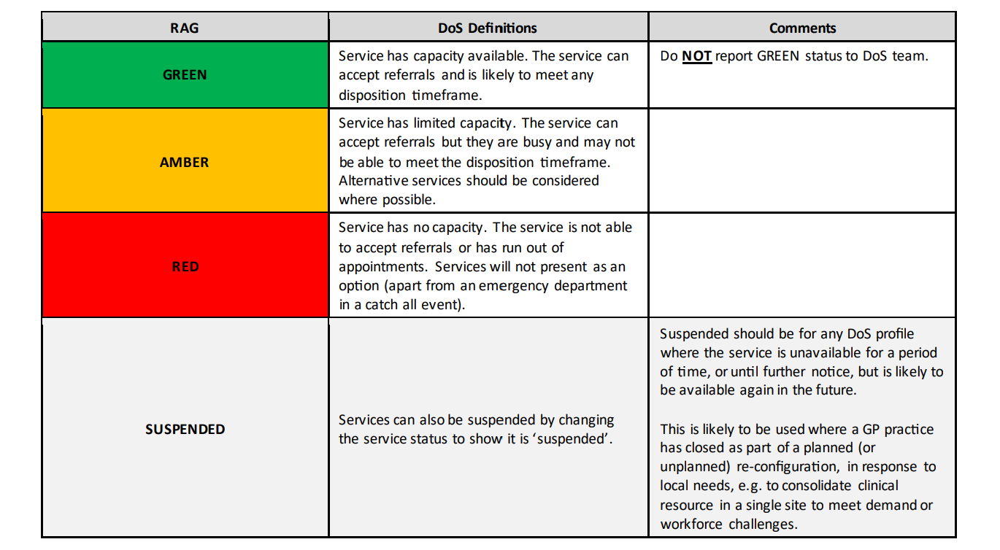 RAG
DoS Definitions
Comments
GREEN
Service has capacity available. The service can
accept referrals and is likely to meet any
disposition timeframe.
Do NOT report GREEN status to DoS team.
AMBER
Service has limited capacity. The service can
accept referrals but they are busy and may not
be able to meet the disposition timeframe.
Alternative services should be considered
where possible.
RED
Service has no capacity. The service is not able
to accept referrals or has run out of
appointments. Services will not present as an
option (apart from an emergency department
in a catch all event).
SUSPENDED
Services can also be suspended by changing
the service status to show it is ‘suspended’.
Suspended should be for any DoS profile
where the service is unavailable for a period
of time, or until further notice, but is likely to
be available again in the future.
This is likely to be used where a GP practice
has closed as part of a planned (or
unplanned) re-configuration, in response to
local needs, e.g. to consolidate clinical
resource in a single site to meet demand or
workforce challenges.